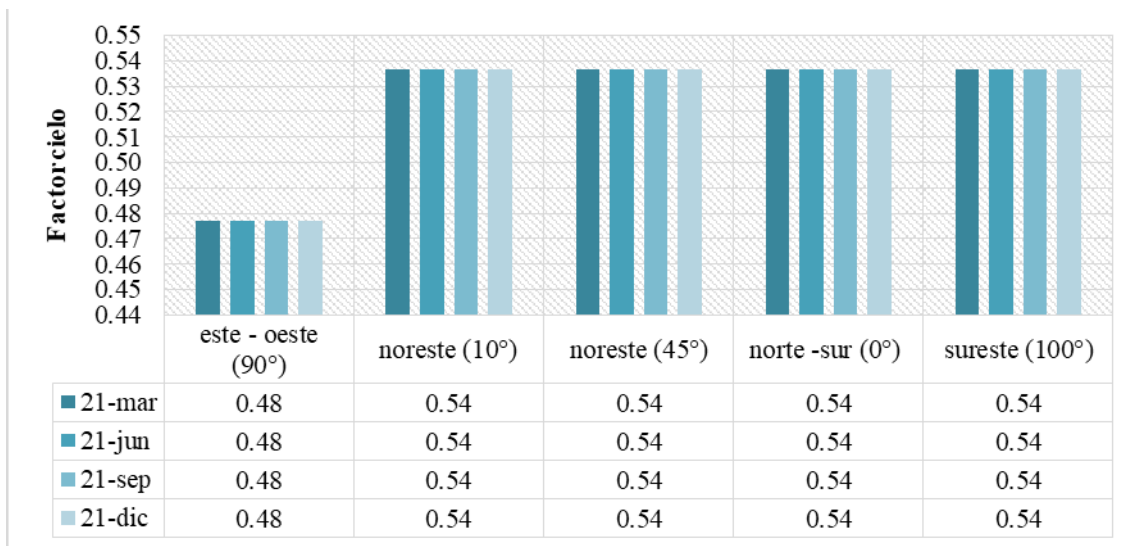 Factorcielo
0.55
0.54
0.53
0.52
0.51
0.50
0.49
0.48
0.47
0.46
0.45
0.44
este - oeste
(90°)
noreste (10°)
noreste (45°)
norte -sur (0°)
sureste (100°)
21-mar 0.48 0.54 0.54 0.54 0.54
21-jun 0.48 0.54 0.54 0.54 0.54
21-sep 0.48 0.54 0.54 0.54 0.54
21-dic 0.48 0.54 0.54 0.54 0.54